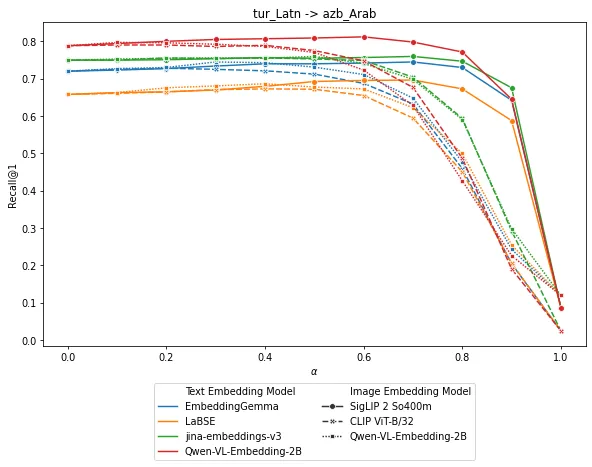 tur_Latn -> azb_Arab
Recall@1
0.8
0.7
0.6
0.5
0.4
0.3
0.2
0.1
0.0
0.0 0.2 0.4 0.6 0.8 1.0
α
Text Embedding Model
EmbeddingGemma
LaBSE
jina-embeddings-v3
Qwen-VL-Embedding-2B
Image Embedding Model
SigLIP 2 So400m
CLIP ViT-B/32
Qwen-VL-Embedding-2B